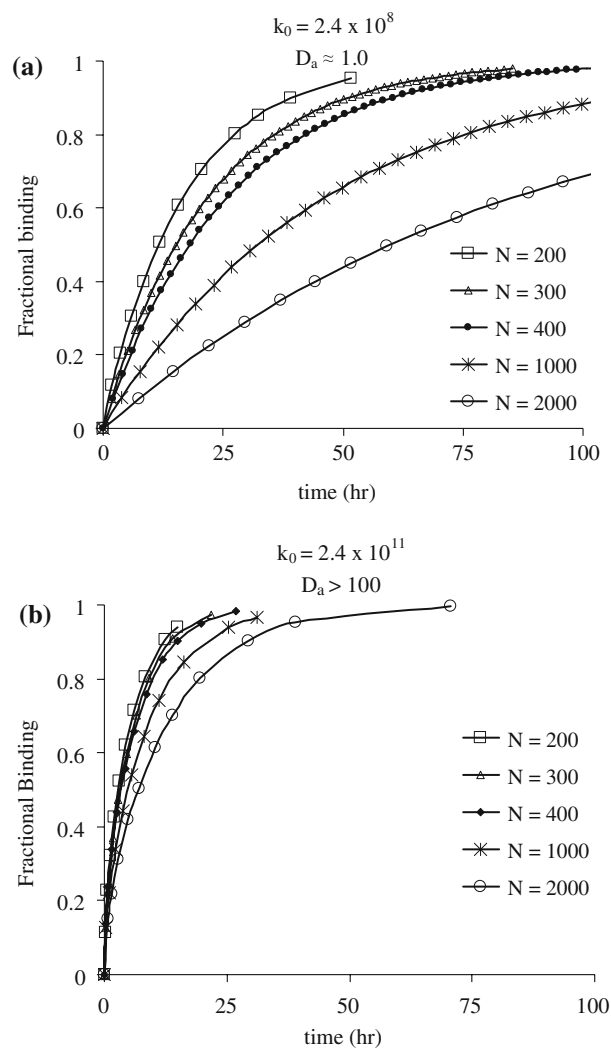 k₀ = 2.4 x 10⁸
Dₐ ≈ 1.0
(a)
1
0.8
0.6
0.4
0.2
0
Fractional binding
N = 200
N = 300
N = 400
N = 1000
N = 2000
0 25 50 75 100
time (hr)
k₀ = 2.4 x 10¹¹
Dₐ > 100
(b)
1
0.8
0.6
0.4
0.2
0
Fractional Binding
N = 200
N = 300
N = 400
N = 1000
N = 2000
0 25 50 75 100
time (hr)